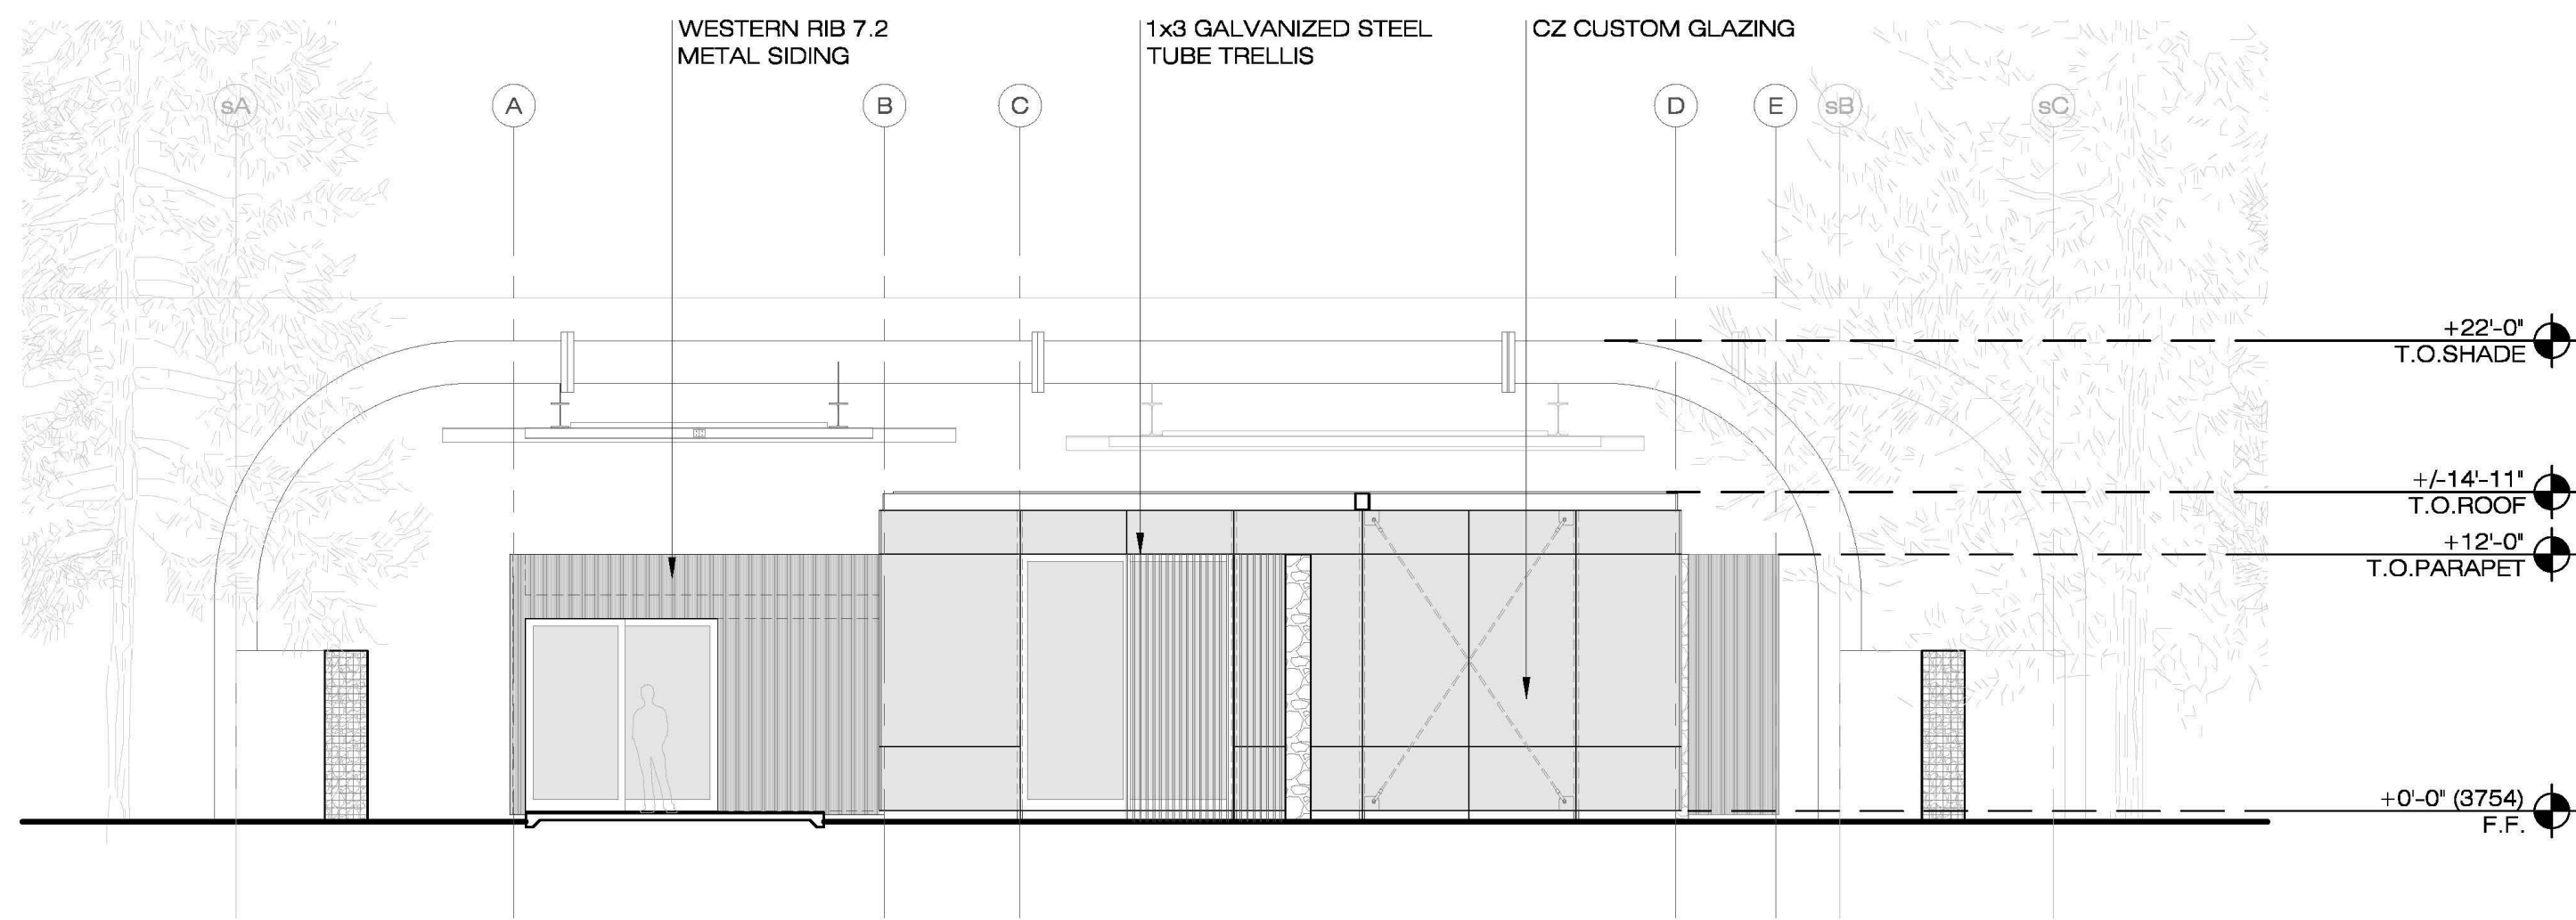 WESTERN RIB 7.2
METAL SIDING
1x3 GALVANIZED STEEL
TUBE TRELLIS
CZ CUSTOM GLAZING
sA
A
B
C
D
E
sB
sC
+22'-0"
T.O.SHADE
+/-14'-11"
T.O.ROOF
+12'-0"
T.O.PARAPET
+0'-0" (3754)
F.F.